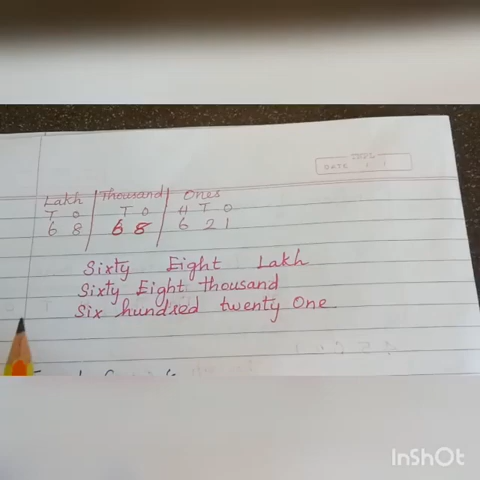 DATE
Lakh Thousand Ones
T O T O H T O
6 8 6 8 6 2 1
Sixty Eight Lakh
Sixty Eight thousand
Six hundred twenty One
InShOt